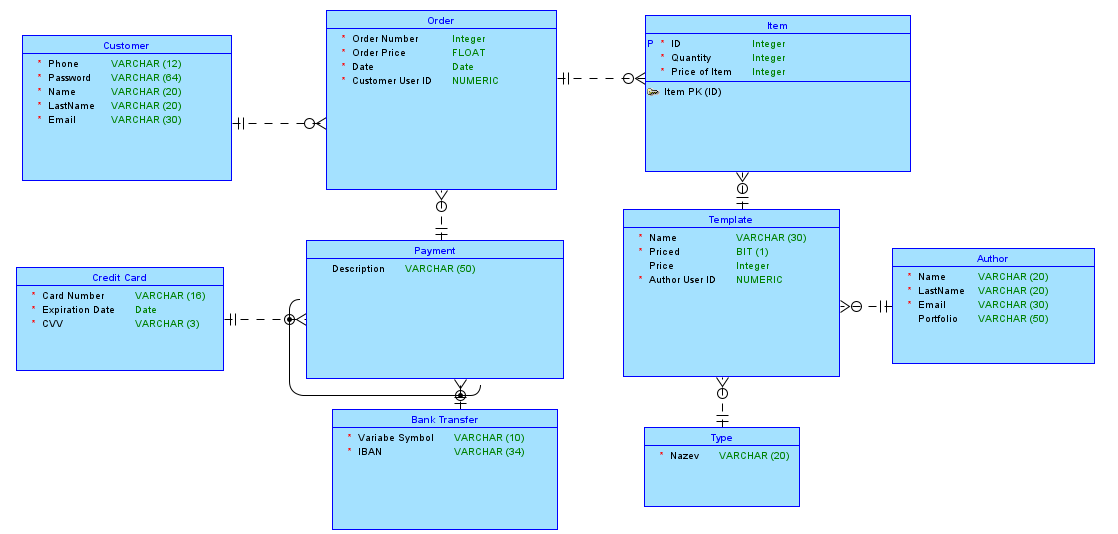 Customer
* Phone VARCHAR (12)
* Password VARCHAR (64)
* Name VARCHAR (20)
* LastName VARCHAR (20)
* Email VARCHAR (30)
Order
* Order Number Integer
* Order Price FLOAT
* Date Date
* Customer User ID NUMERIC
Item
P * ID Integer
* Quantity Integer
* Price of Item Integer
Item PK (ID)
Payment
Description VARCHAR (50)
Credit Card
* Card Number VARCHAR (16)
* Expiration Date Date
* CVV VARCHAR (3)
Bank Transfer
* Variabe Symbol VARCHAR (10)
* IBAN VARCHAR (34)
Template
* Name VARCHAR (30)
* Priced BIT (1)
Price Integer
* Author User ID NUMERIC
Author
* Name VARCHAR (20)
* LastName VARCHAR (20)
* Email VARCHAR (30)
Portfolio VARCHAR (50)
Type
* Nazev VARCHAR (20)